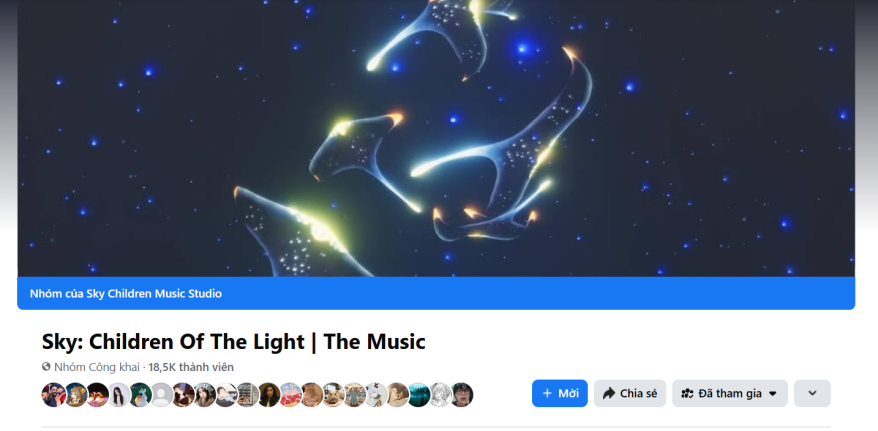 Nhóm của Sky Children Music Studio
Sky: Children Of The Light | The Music
Nhóm Công khai · 18,5K thành viên
Mời
Chia sẻ
Đã tham gia